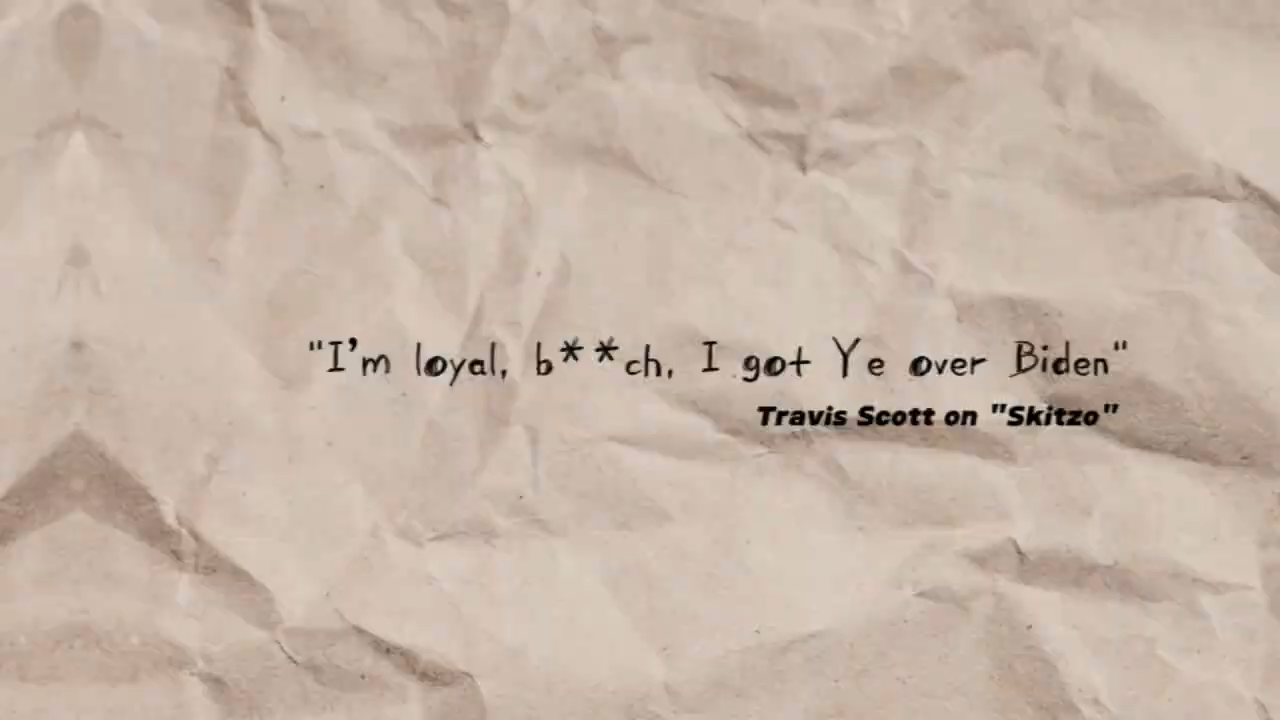 "I'm loyal, b**ch, I got Ye over Biden"
Travis Scott on "Skitzo"